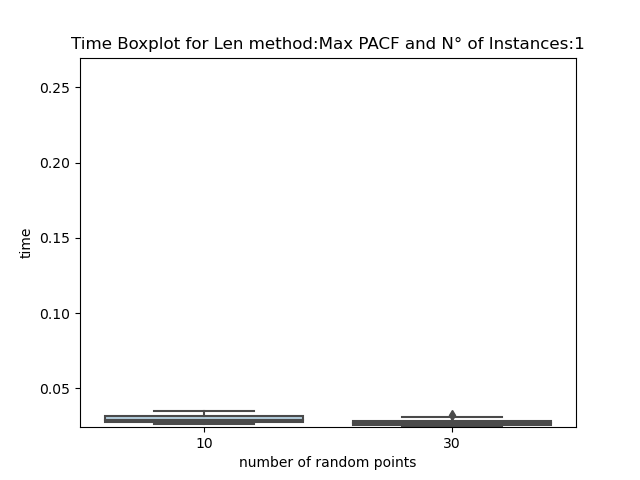 Time Boxplot for Len method:Max PACF and N° of Instances:1
0.25
0.20
0.15
0.10
0.05
time
10
30
number of random points